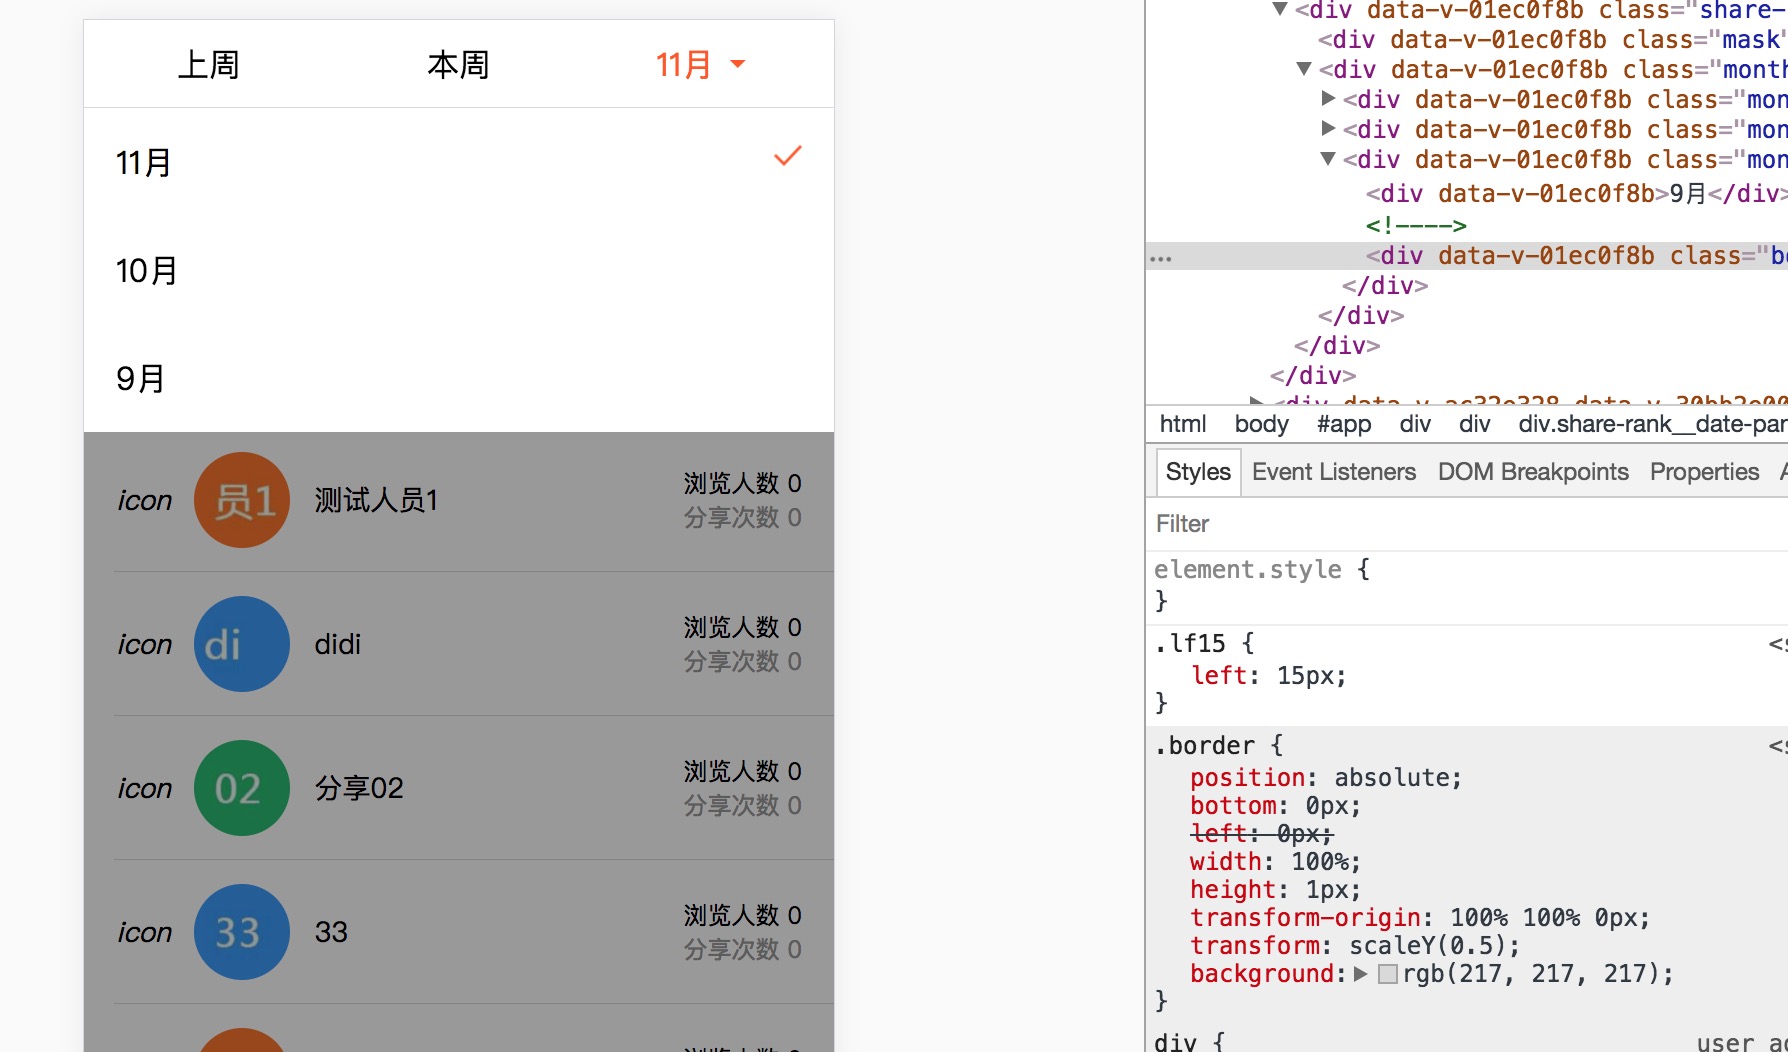 上周
本周
11月
11月
10月
9月
icon
员1
测试人员1
浏览人数 0
分享次数 0
icon
di
didi
浏览人数 0
分享次数 0
icon
02
分享02
浏览人数 0
分享次数 0
icon
33
33
浏览人数 0
分享次数 0
<div data-v-01ec0f8b class="share-
<div data-v-01ec0f8b class="mask"
<div data-v-01ec0f8b class="month
<div data-v-01ec0f8b class="mon
<div data-v-01ec0f8b class="mon
<div data-v-01ec0f8b class="mon
<div data-v-01ec0f8b>9月</div>
<!---->
... <div data-v-01ec0f8b class="bo
</div>
</div>
</div>
</div>
html body #app div div div.share-rank__date-par
Styles Event Listeners DOM Breakpoints Properties A
Filter
element.style {
}
.lf15 { <s
left: 15px;
}
.border { <s
position: absolute;
bottom: 0px;
left: 0px;
width: 100%;
height: 1px;
transform-origin: 100% 100% 0px;
transform: scaleY(0.5);
background: rgb(217, 217, 217);
}
div { user ag